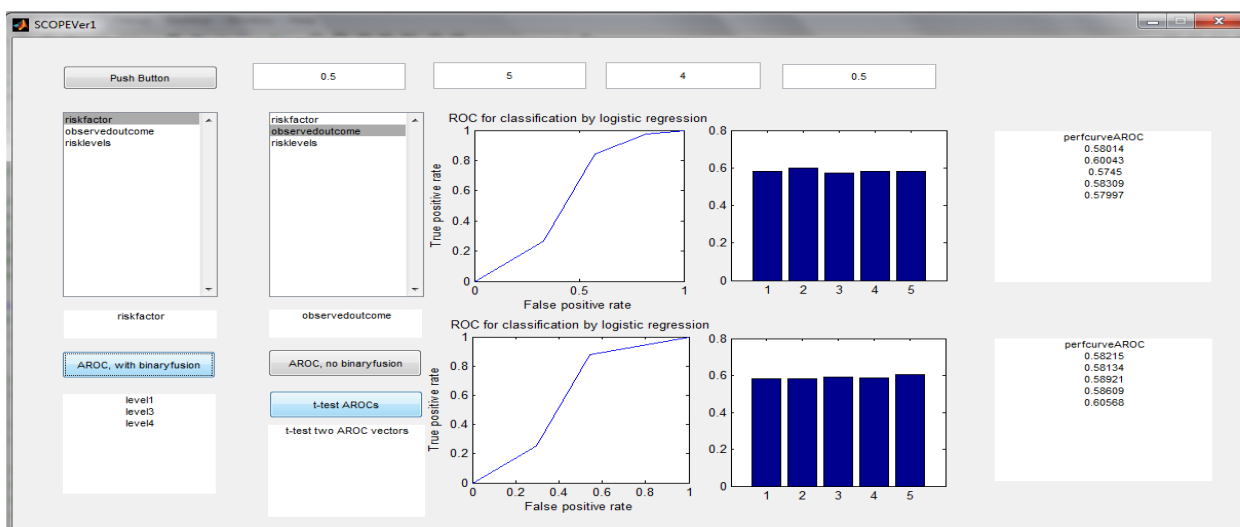 SCOPEVer1
Push Button
0.5
5
4
0.5
riskfactor
observedoutcome
risklevels
riskfactor
observedoutcome
risklevels
ROC for classification by logistic regression
1
0.8
0.6
0.4
0.2
0
True positive rate
0
0.5
1
False positive rate
0.8
0.6
0.4
0.2
0
1 2 3 4 5
perfcurveAROC
0.58014
0.60043
0.5745
0.58309
0.57997
riskfactor
observedoutcome
AROC, with binaryfusion
AROC, no binaryfusion
t-test AROCs
level1
level3
level4
t-test two AROC vectors
ROC for classification by logistic regression
1
0.8
0.6
0.4
0.2
0
True positive rate
0 0.2 0.4 0.6 0.8 1
False positive rate
0.8
0.6
0.4
0.2
0
1 2 3 4 5
perfcurveAROC
0.58215
0.58134
0.58921
0.58609
0.60568